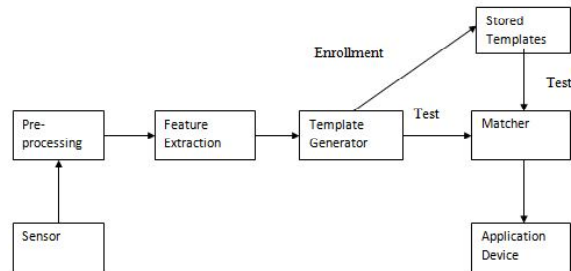 Stored
Templates
Enrollment
Test
Pre-
processing
Feature
Extraction
Template
Generator
Test
Matcher
Sensor
Application
Device